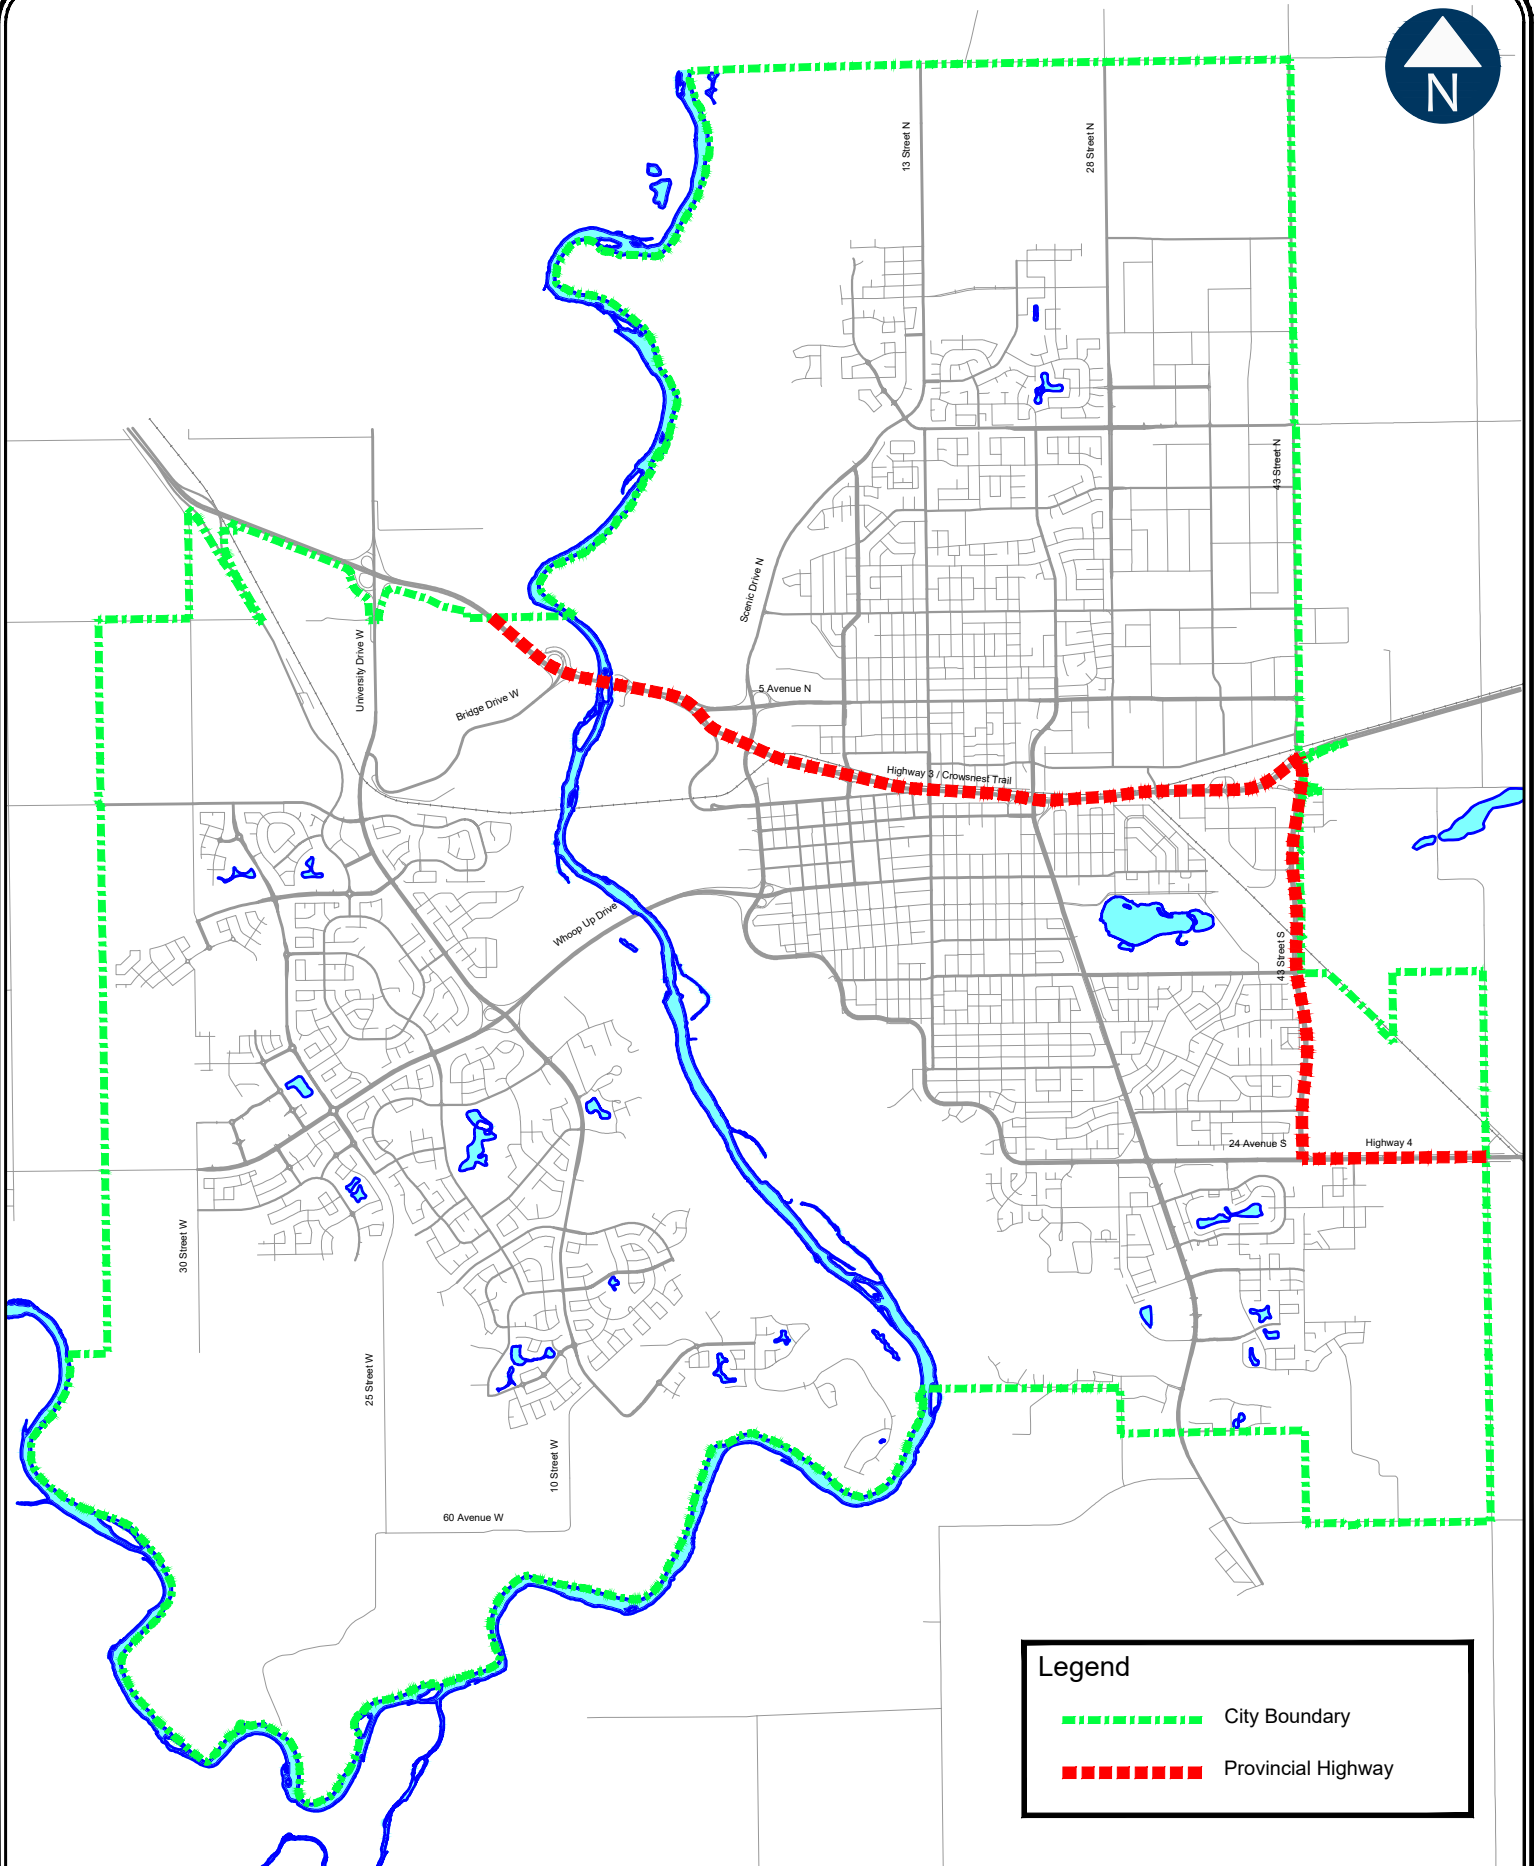 N
13 Street N
28 Street N
43 Street N
Scenic Drive N
University Drive W
Bridge Drive W
5 Avenue N
Highway 3 / Crowsnest Trail
Whoop Up Drive
43 Street S
24 Avenue S
Highway 4
30 Street W
25 Street W
10 Street W
60 Avenue W
Legend
City Boundary
Provincial Highway